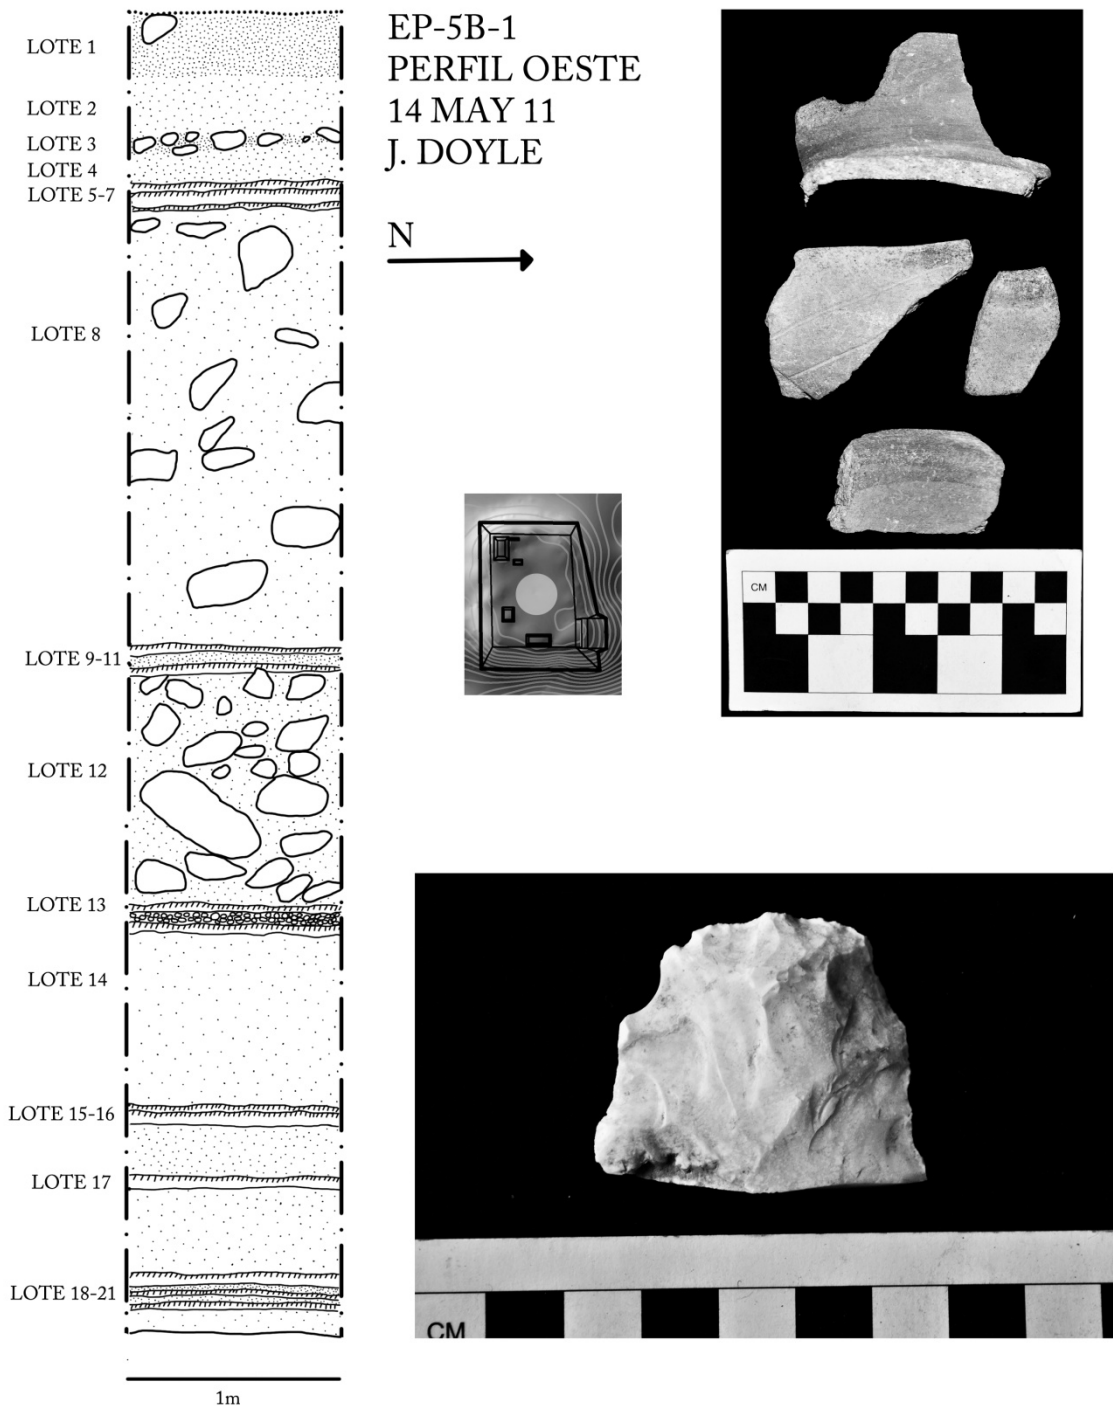 LOTE 1
LOTE 2
LOTE 3
LOTE 4
LOTE 5-7
LOTE 8
LOTE 9-11
LOTE 12
LOTE 13
LOTE 14
LOTE 15-16
LOTE 17
LOTE 18-21
1m
EP-5B-1
PERFIL OESTE
14 MAY 11
J. DOYLE
N
CM
CM